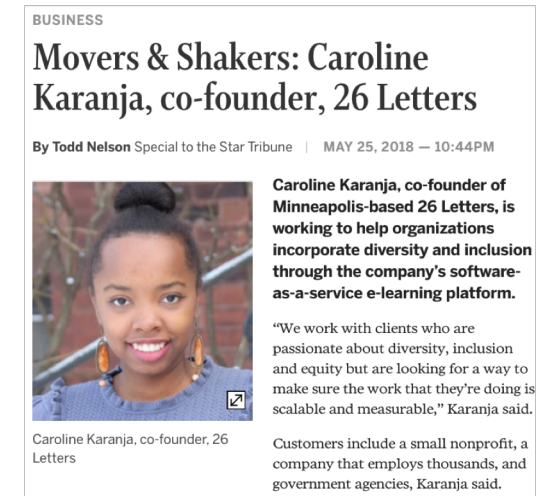 BUSINESS
Movers & Shakers: Caroline
Karanja, co-founder, 26 Letters
By Todd Nelson Special to the Star Tribune | MAY 25, 2018 — 10:44PM
Caroline Karanja, co-founder of
Minneapolis-based 26 Letters, is
working to help organizations
incorporate diversity and inclusion
through the company’s software-
as-a-service e-learning platform.
“We work with clients who are
passionate about diversity, inclusion
and equity but are looking for a way to
make sure the work that they’re doing is
scalable and measurable,” Karanja said.
Customers include a small nonprofit, a
company that employs thousands, and
government agencies, Karanja said.
Caroline Karanja, co-founder, 26
Letters